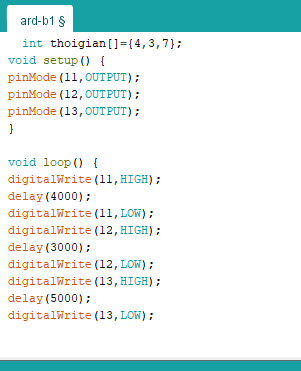 ard-b1 §
int thoigian[]={4,3,7};
void setup() {
pinMode(11,OUTPUT);
pinMode(12,OUTPUT);
pinMode(13,OUTPUT);
}
void loop() {
digitalWrite(11,HIGH);
delay(4000);
digitalWrite(11,LOW);
digitalWrite(12,HIGH);
delay(3000);
digitalWrite(12,LOW);
digitalWrite(13,HIGH);
delay(5000);
digitalWrite(13,LOW);